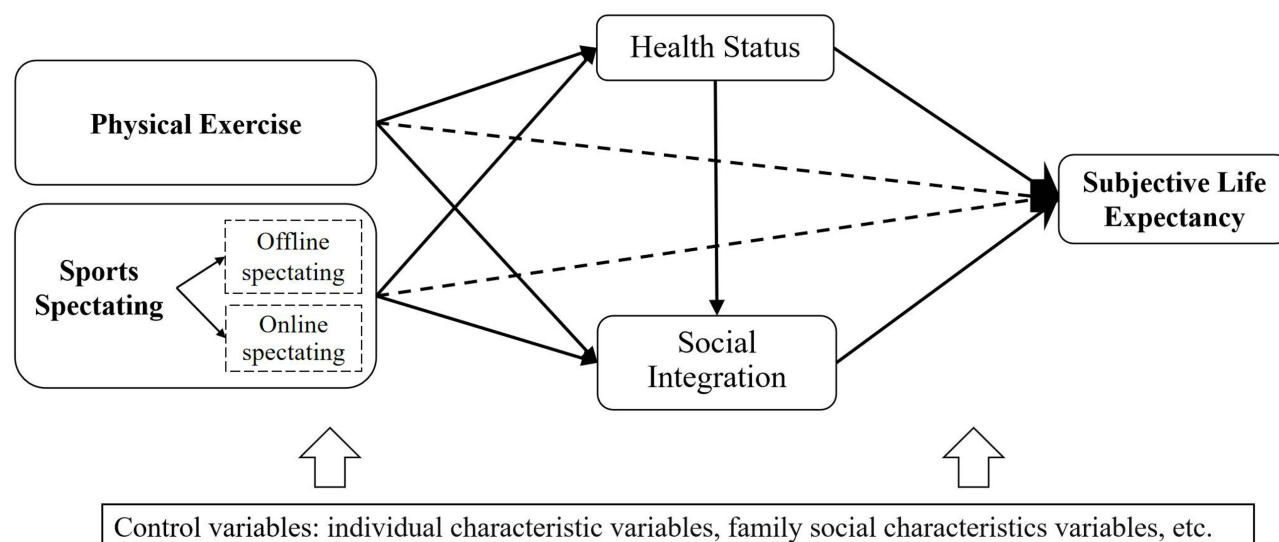 Health Status
Physical Exercise
Subjective Life
Expectancy
Sports
Spectating
Offline
spectating
Online
spectating
Social
Integration
Control variables: individual characteristic variables, family social characteristics variables, etc.